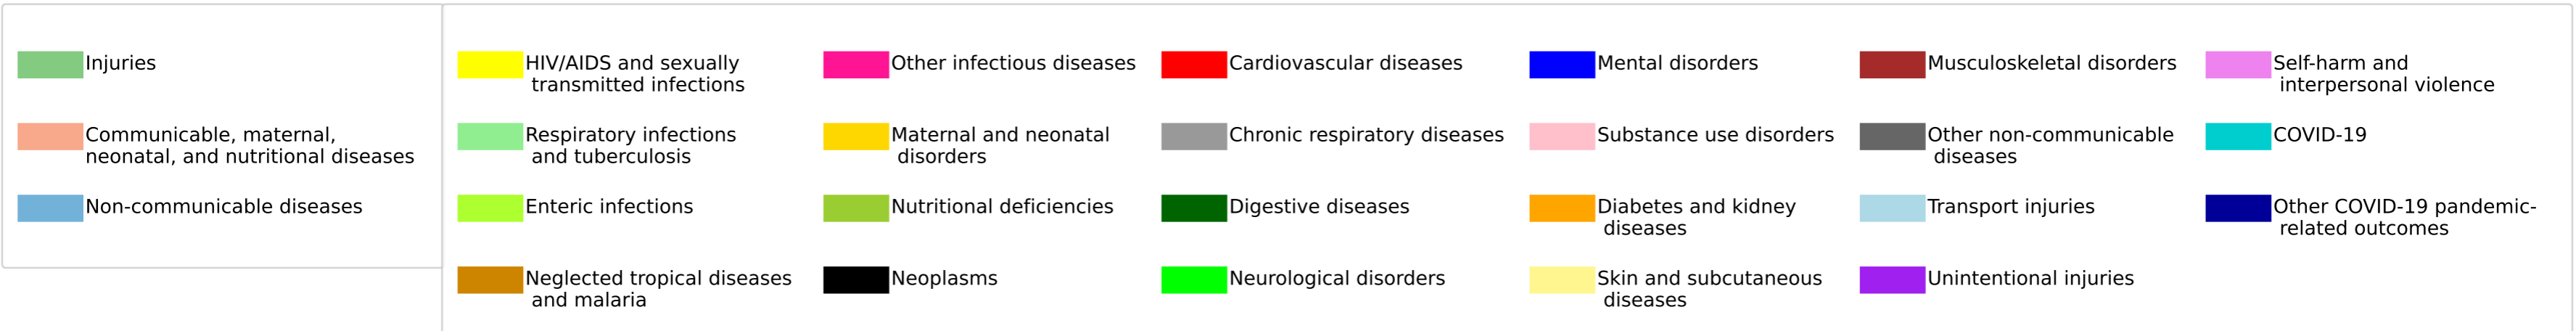 Injuries
Communicable, maternal,
neonatal, and nutritional diseases
Non-communicable diseases
HIV/AIDS and sexually
transmitted infections
Respiratory infections
and tuberculosis
Enteric infections
Neglected tropical diseases
and malaria
Other infectious diseases
Maternal and neonatal
disorders
Nutritional deficiencies
Neoplasms
Cardiovascular diseases
Chronic respiratory diseases
Digestive diseases
Neurological disorders
Mental disorders
Substance use disorders
Diabetes and kidney
diseases
Skin and subcutaneous
diseases
Musculoskeletal disorders
Other non-communicable
diseases
Transport injuries
Unintentional injuries
Self-harm and
interpersonal violence
COVID-19
Other COVID-19 pandemic-
related outcomes